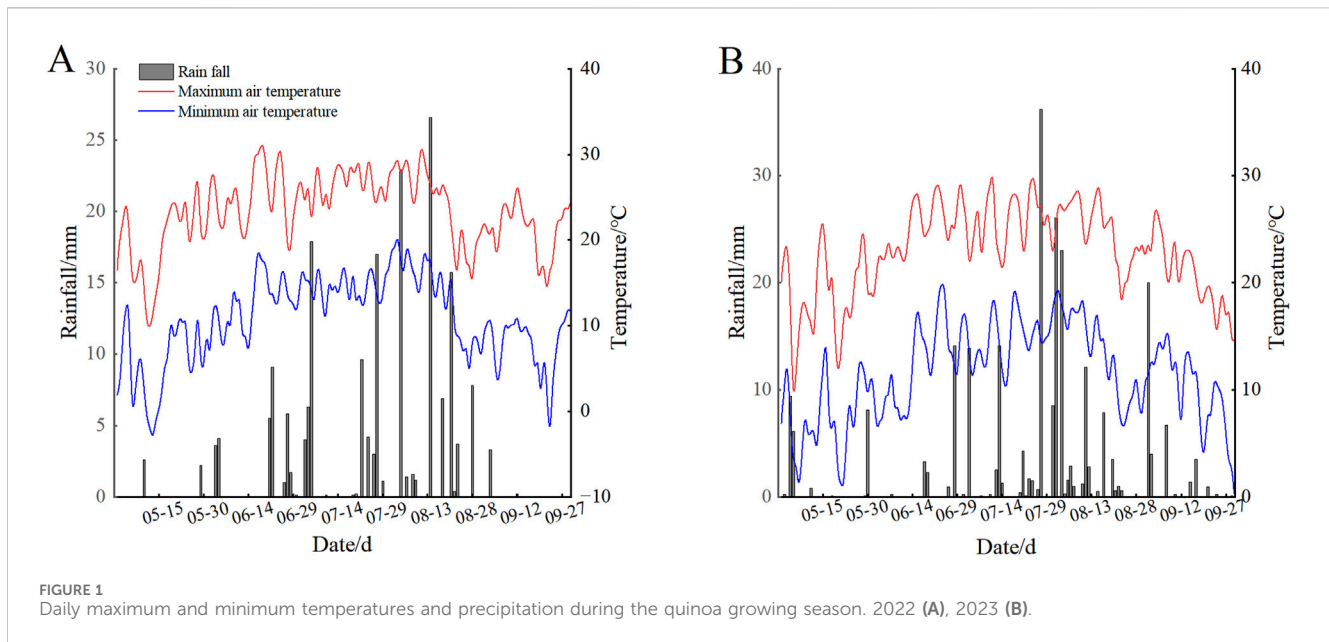 A
B
Rain fall
Maximum air temperature
Minimum air temperature
30
25
20
15
10
5
0
Rainfall/mm
40
30
20
10
0
−10
Temperature/°C
05-15 05-30 06-14 06-29 07-14 07-29 08-13 08-28 09-12 09-27
Date/d
40
30
20
10
0
Rainfall/mm
40
30
20
10
0
Temperature/°C
05-15 05-30 06-14 06-29 07-14 07-29 08-13 08-28 09-12 09-27
Date/d
FIGURE 1
Daily maximum and minimum temperatures and precipitation during the quinoa growing season. 2022 (A), 2023 (B).